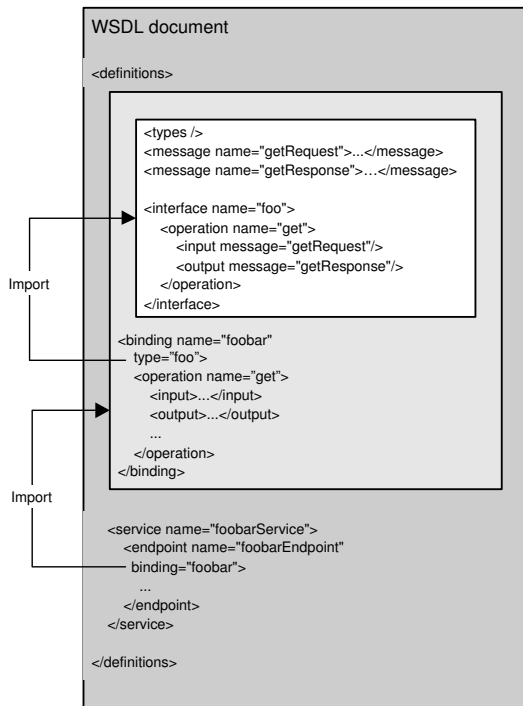 WSDL document
<definitions>
<types />
<message name="getRequest">...</message>
<message name="getResponse">…</message>
<interface name="foo">
<operation name="get">
<input message="getRequest"/>
<output message="getResponse"/>
</operation>
</interface>
Import
<binding name="foobar"
type="foo”>
<operation name=”get”>
<input>...</input>
<output>...</output>
...
</operation>
</binding>
Import
<service name="foobarService">
<endpoint name="foobarEndpoint"
binding="foobar">
...
</endpoint>
</service>
</definitions>